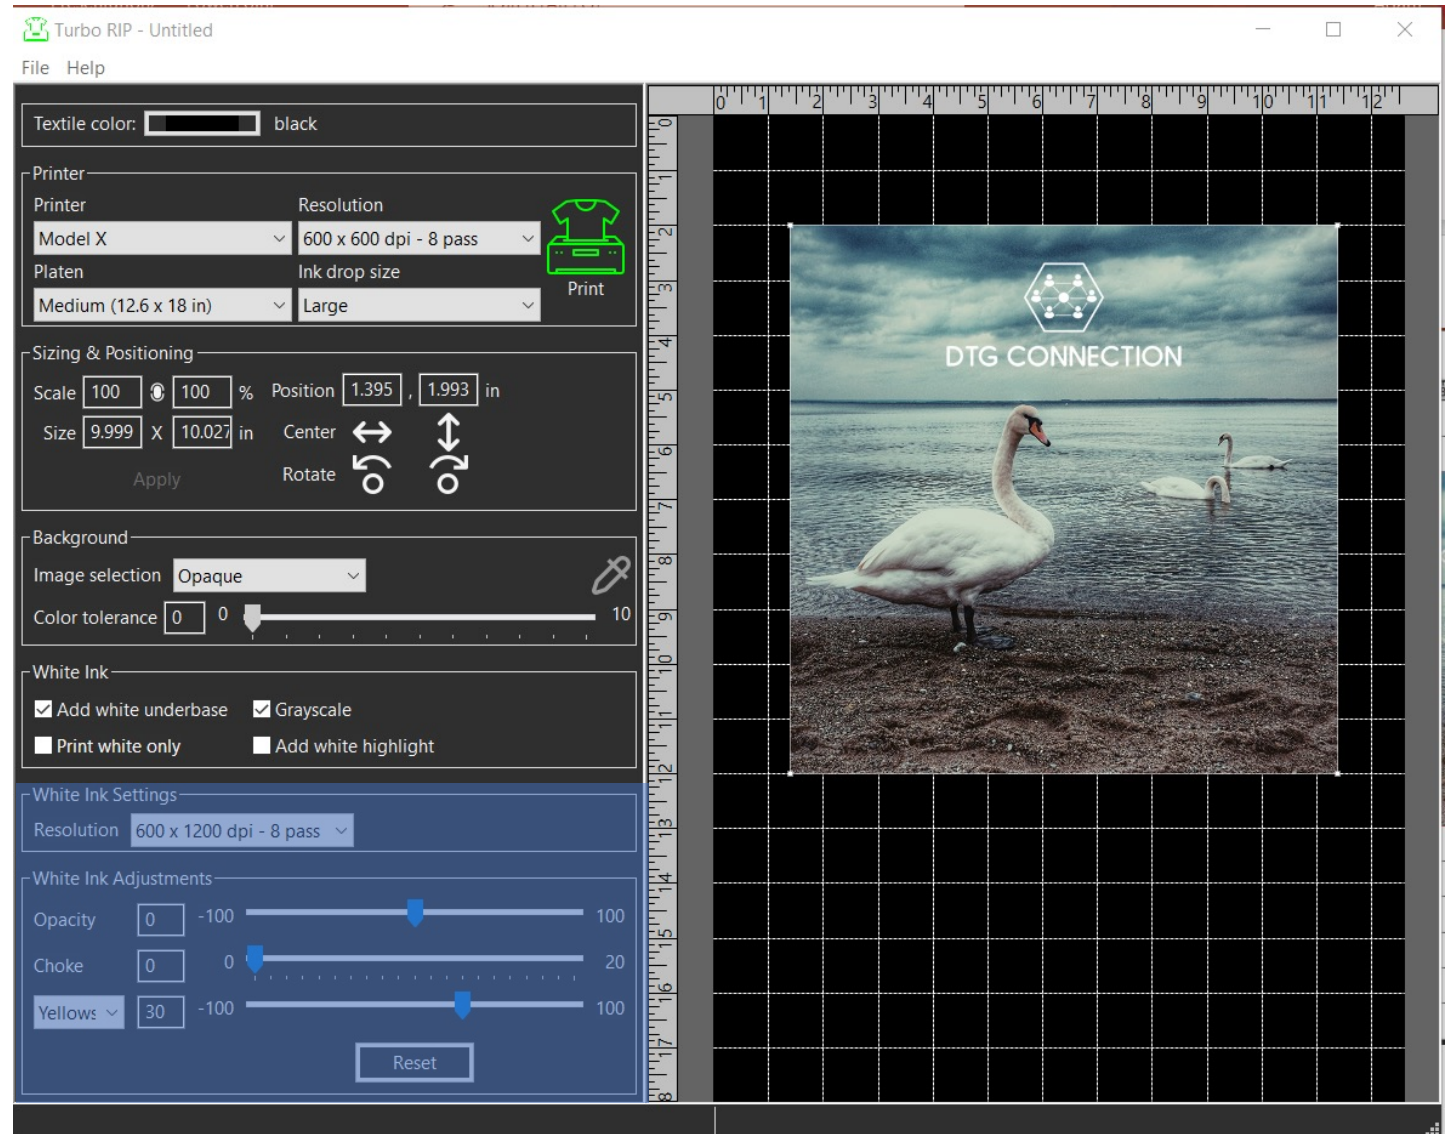 Turbo RIP - Untitled
File Help
Textile color: black
Printer
Printer Resolution
Model X 600 x 600 dpi - 8 pass
Platen Ink drop size
Medium (12.6 x 18 in) Large
Print
Sizing & Positioning
Scale 100 100 % Position 1.395 , 1.993 in
Size 9.999 X 10.027 in Center
Apply Rotate
Background
Image selection Opaque
Color tolerance 0 0 10
White Ink
Add white underbase Grayscale
Print white only Add white highlight
White Ink Settings
Resolution 600 x 1200 dpi - 8 pass
White Ink Adjustments
Opacity 0 -100 100
Choke 0 0 20
Yellows 30 -100 100
Reset
0 1 2 3 4 5 6 7 8 9 10 11 12
0
1
2
3
4
5
6
7
8
9
10
11
12
13
14
15
16
17
8
DTG CONNECTION